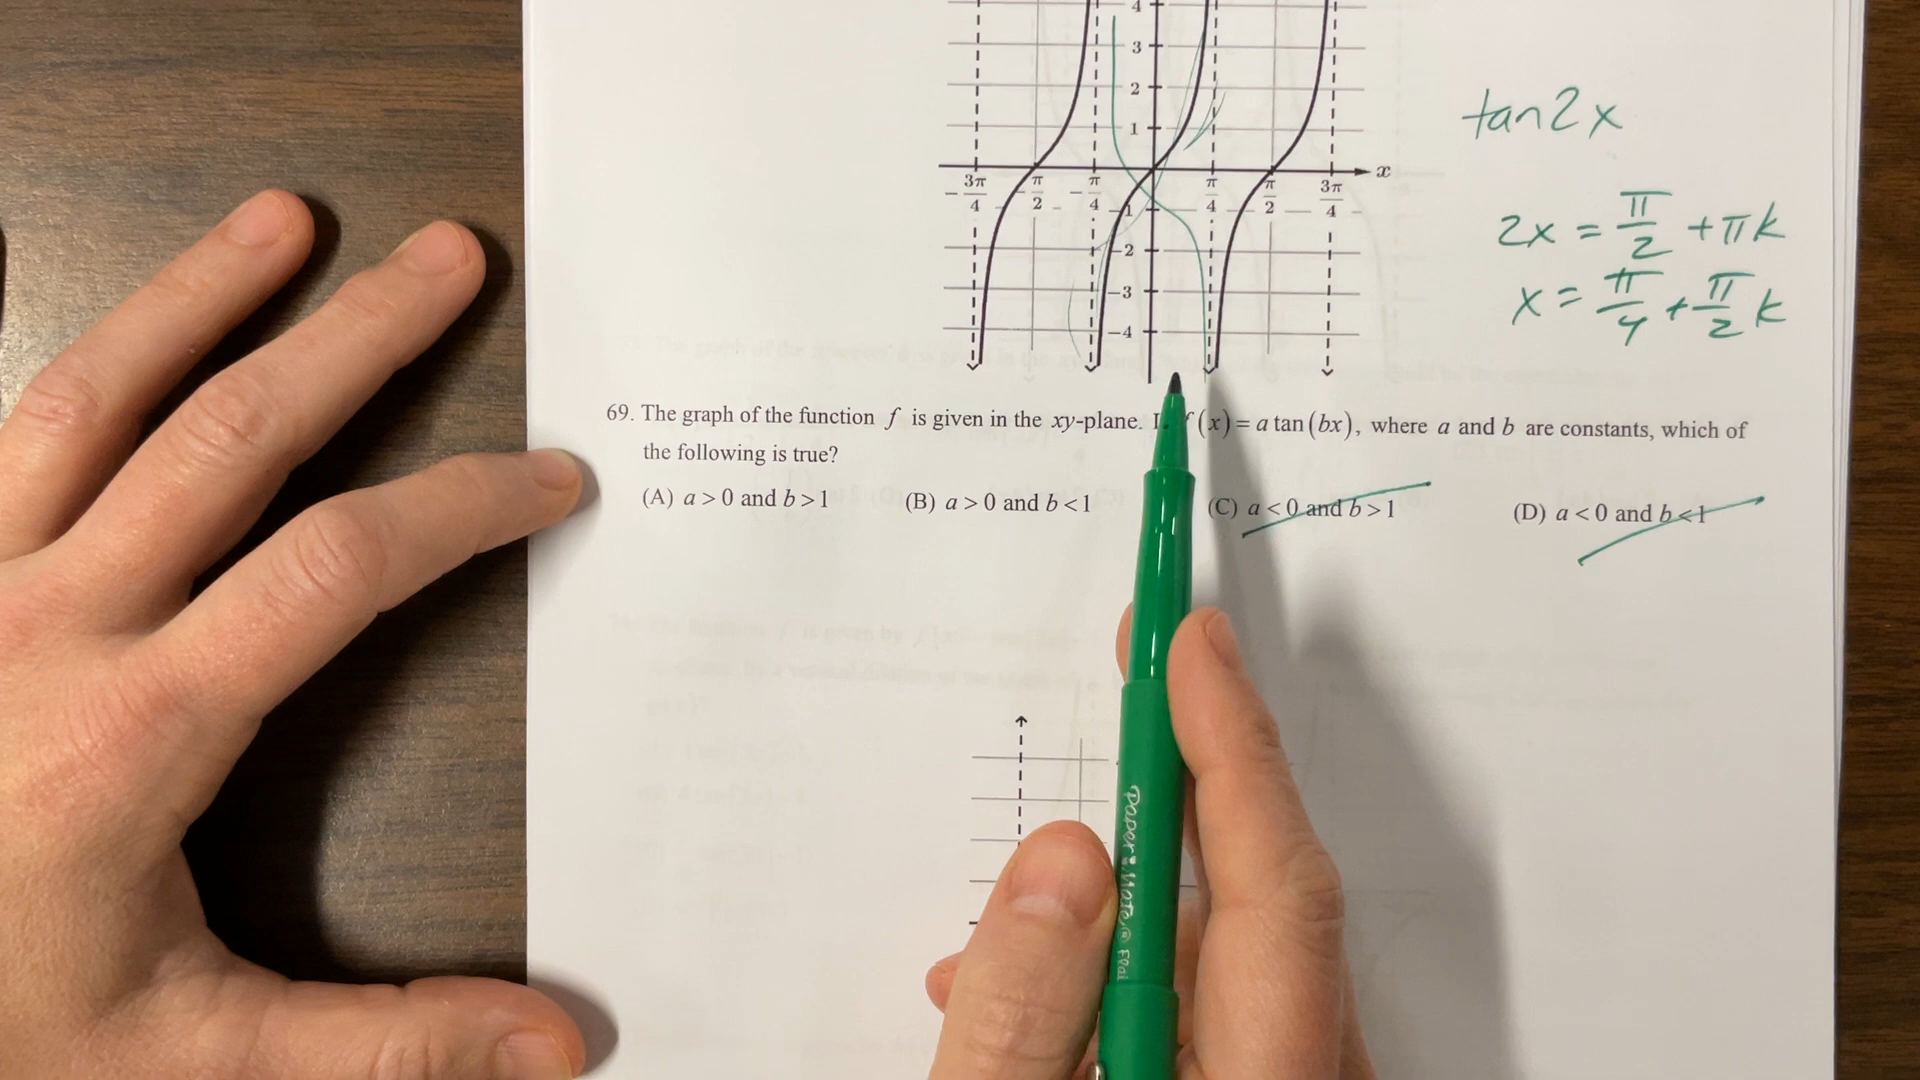 4
3
2
1
x
3π/4 π/2 π/4 π/4 π/2 3π/4
-1
-2
-3
-4
tan2x
2x = π/2 + πk
x = π/4 + π/2 k
69. The graph of the function f is given in the xy-plane. f(x) = a tan(bx), where a and b are constants, which of
the following is true?
(A) a > 0 and b > 1 (B) a > 0 and b < 1 (C) a < 0 and b > 1 (D) a < 0 and b < 1
Paper:Mate® Flai